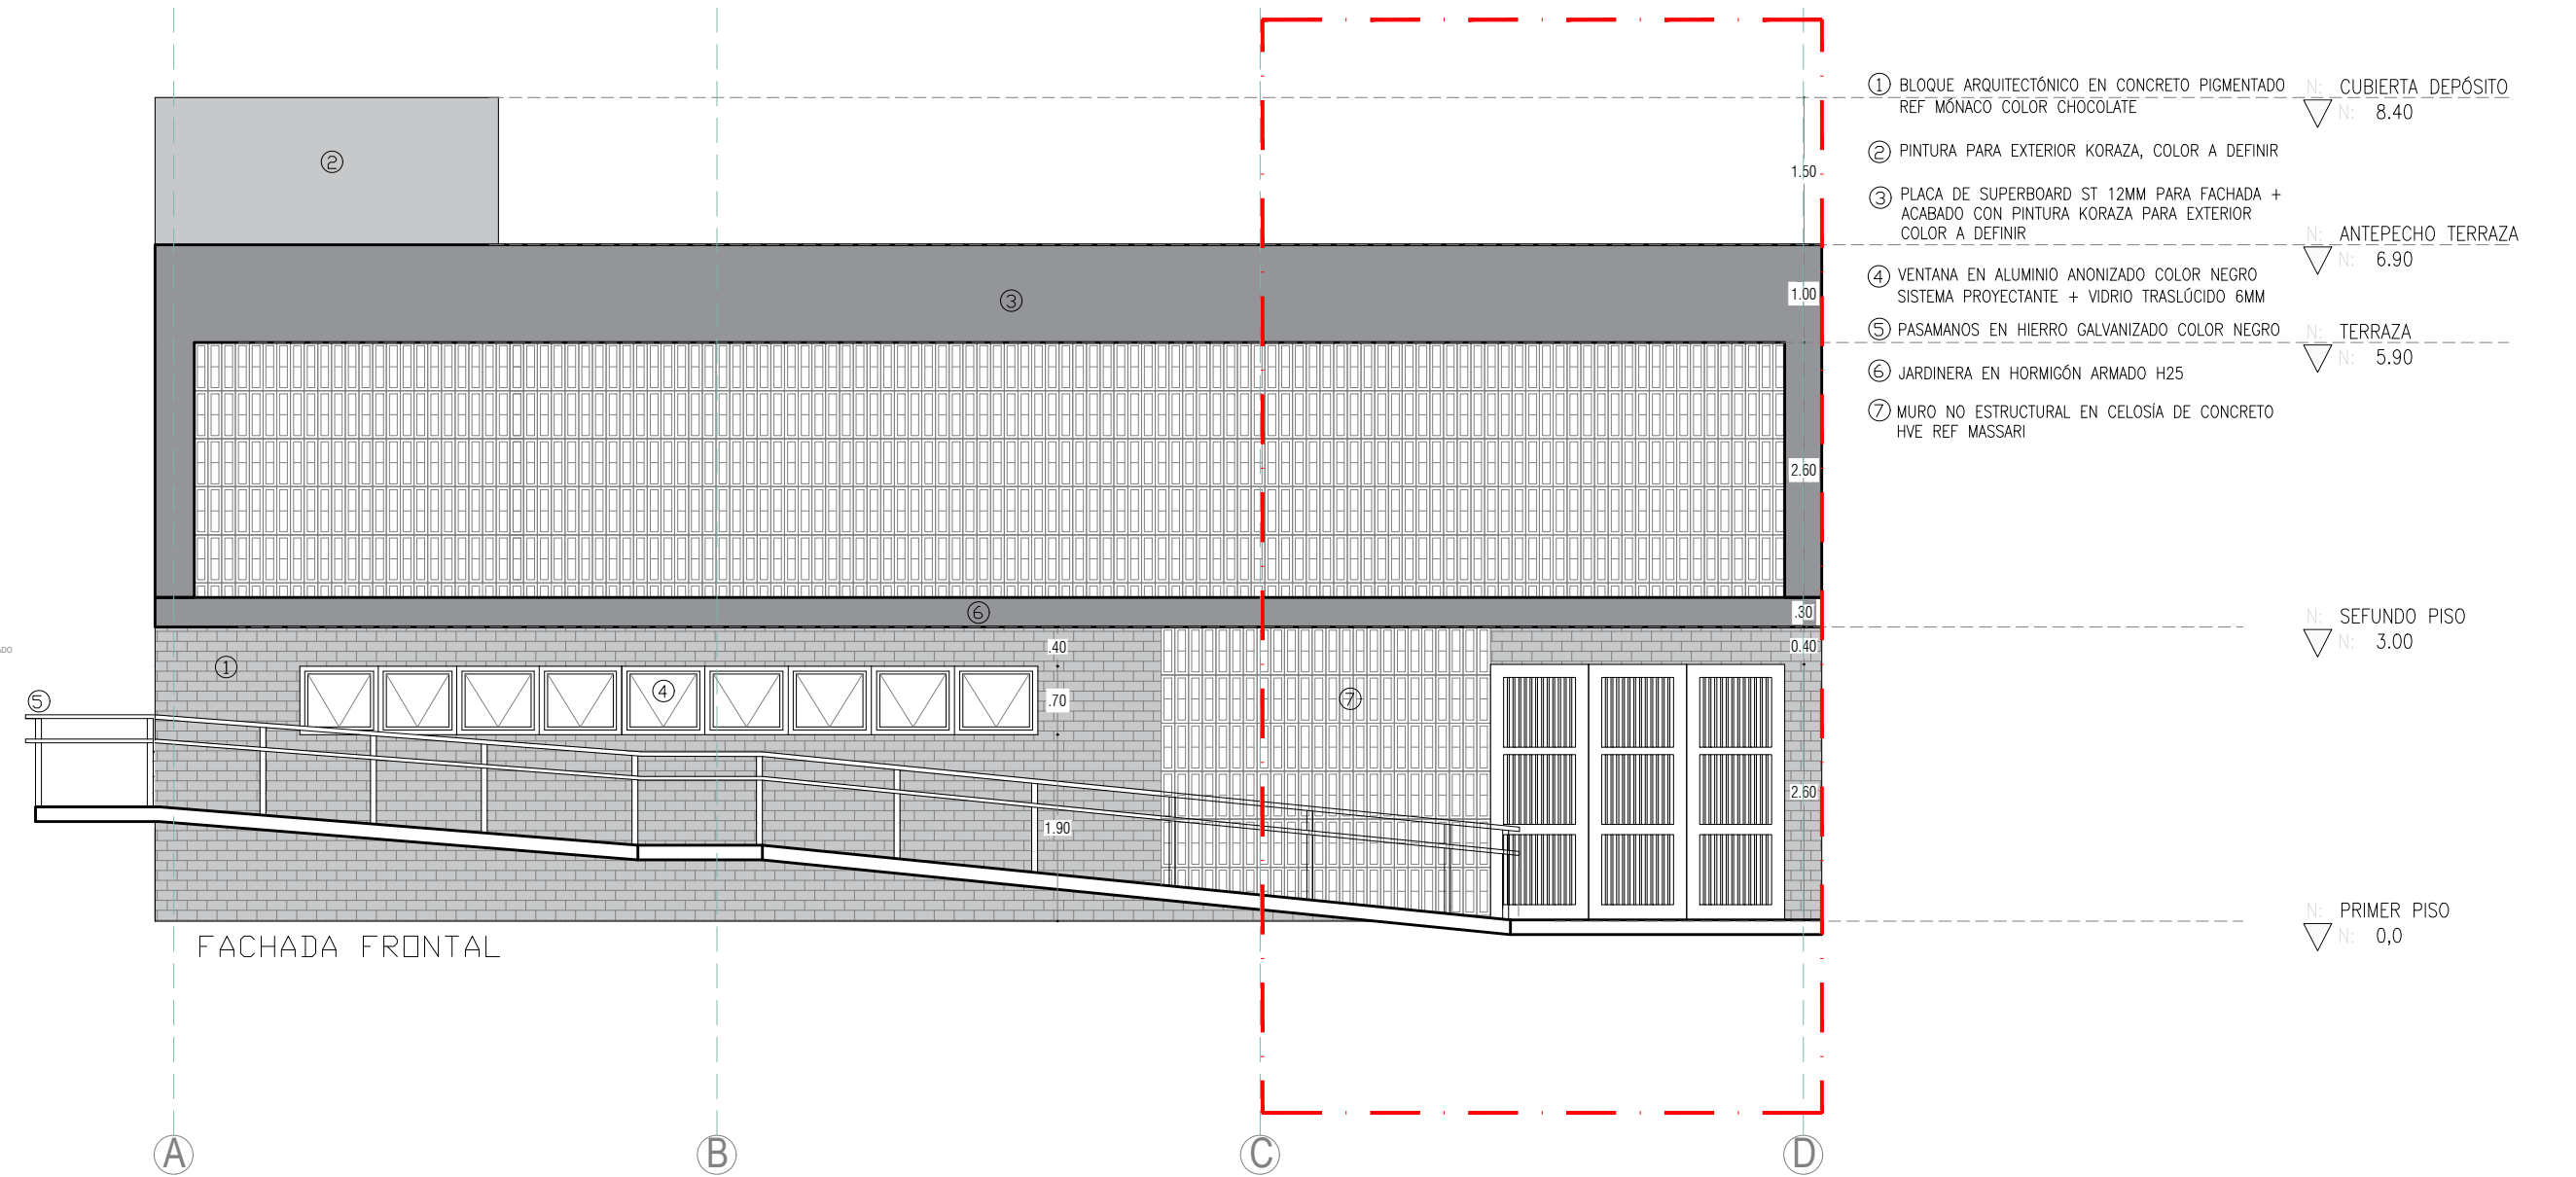 ① BLOQUE ARQUITECTÓNICO EN CONCRETO PIGMENTADO
REF MÓNACO COLOR CHOCOLATE
② PINTURA PARA EXTERIOR KORAZA, COLOR A DEFINIR
③ PLACA DE SUPERBOARD ST 12MM PARA FACHADA +
ACABADO CON PINTURA KORAZA PARA EXTERIOR
COLOR A DEFINIR
④ VENTANA EN ALUMINIO ANONIZADO COLOR NEGRO
SISTEMA PROYECTANTE + VIDRIO TRASLÚCIDO 6MM
⑤ PASAMANOS EN HIERRO GALVANIZADO COLOR NEGRO
⑥ JARDINERA EN HORMIGÓN ARMADO H25
⑦ MURO NO ESTRUCTURAL EN CELOSÍA DE CONCRETO
HVE REF MASSARI
N: CUBIERTA DEPÓSITO
N: 8.40
N: ANTEPECHO TERRAZA
N: 6.90
N: TERRAZA
N: 5.90
N: SEFUNDO PISO
N: 3.00
N: PRIMER PISO
N: 0,0
②
1.50
③
1.00
2.60
⑥
.30
①
.40
0.40
④
.70
⑦
⑤
2.60
1.90
FACHADA FRONTAL
A
B
C
D